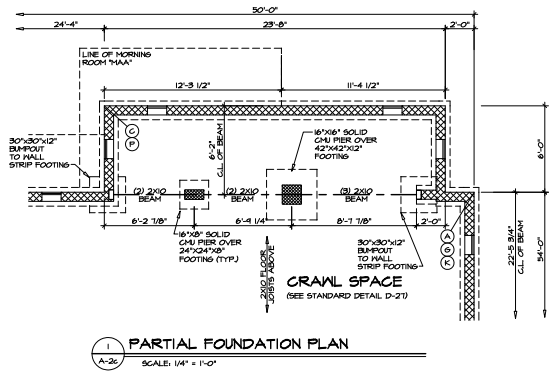 50'-0"
24'-4"
23'-8"
2'-0"
LINE OF MORNING
ROOM "MAA"
12'-3 1/2"
11'-4 1/2"
C
P
6'-2"
C.L. OF BEAM
16"X16" SOLID
CMU PIER OVER
42"X42"X12"
FOOTING
30"x30"x12"
BUMPOUT
TO WALL
STRIP FOOTING
6'-0"
(2) 2X10
BEAM
(2) 2X10
BEAM
(3) 2X10
BEAM
6'-2 7/8"
6'-9 1/4"
8'-7 7/8"
2'-0"
16"X8" SOLID
CMU PIER OVER
24"X24"X8"
FOOTING (TYP.)
2X10 FLOOR
JOISTS ABOVE
30"x30"x12"
BUMPOUT
TO WALL
STRIP FOOTING
A
G
K
22'-5 3/4"
C.L. OF BEAM
54'-0"
CRAWL SPACE
(SEE STANDARD DETAIL D-27)
1
A-2c
PARTIAL FOUNDATION PLAN
SCALE: 1/4" = 1'-0"